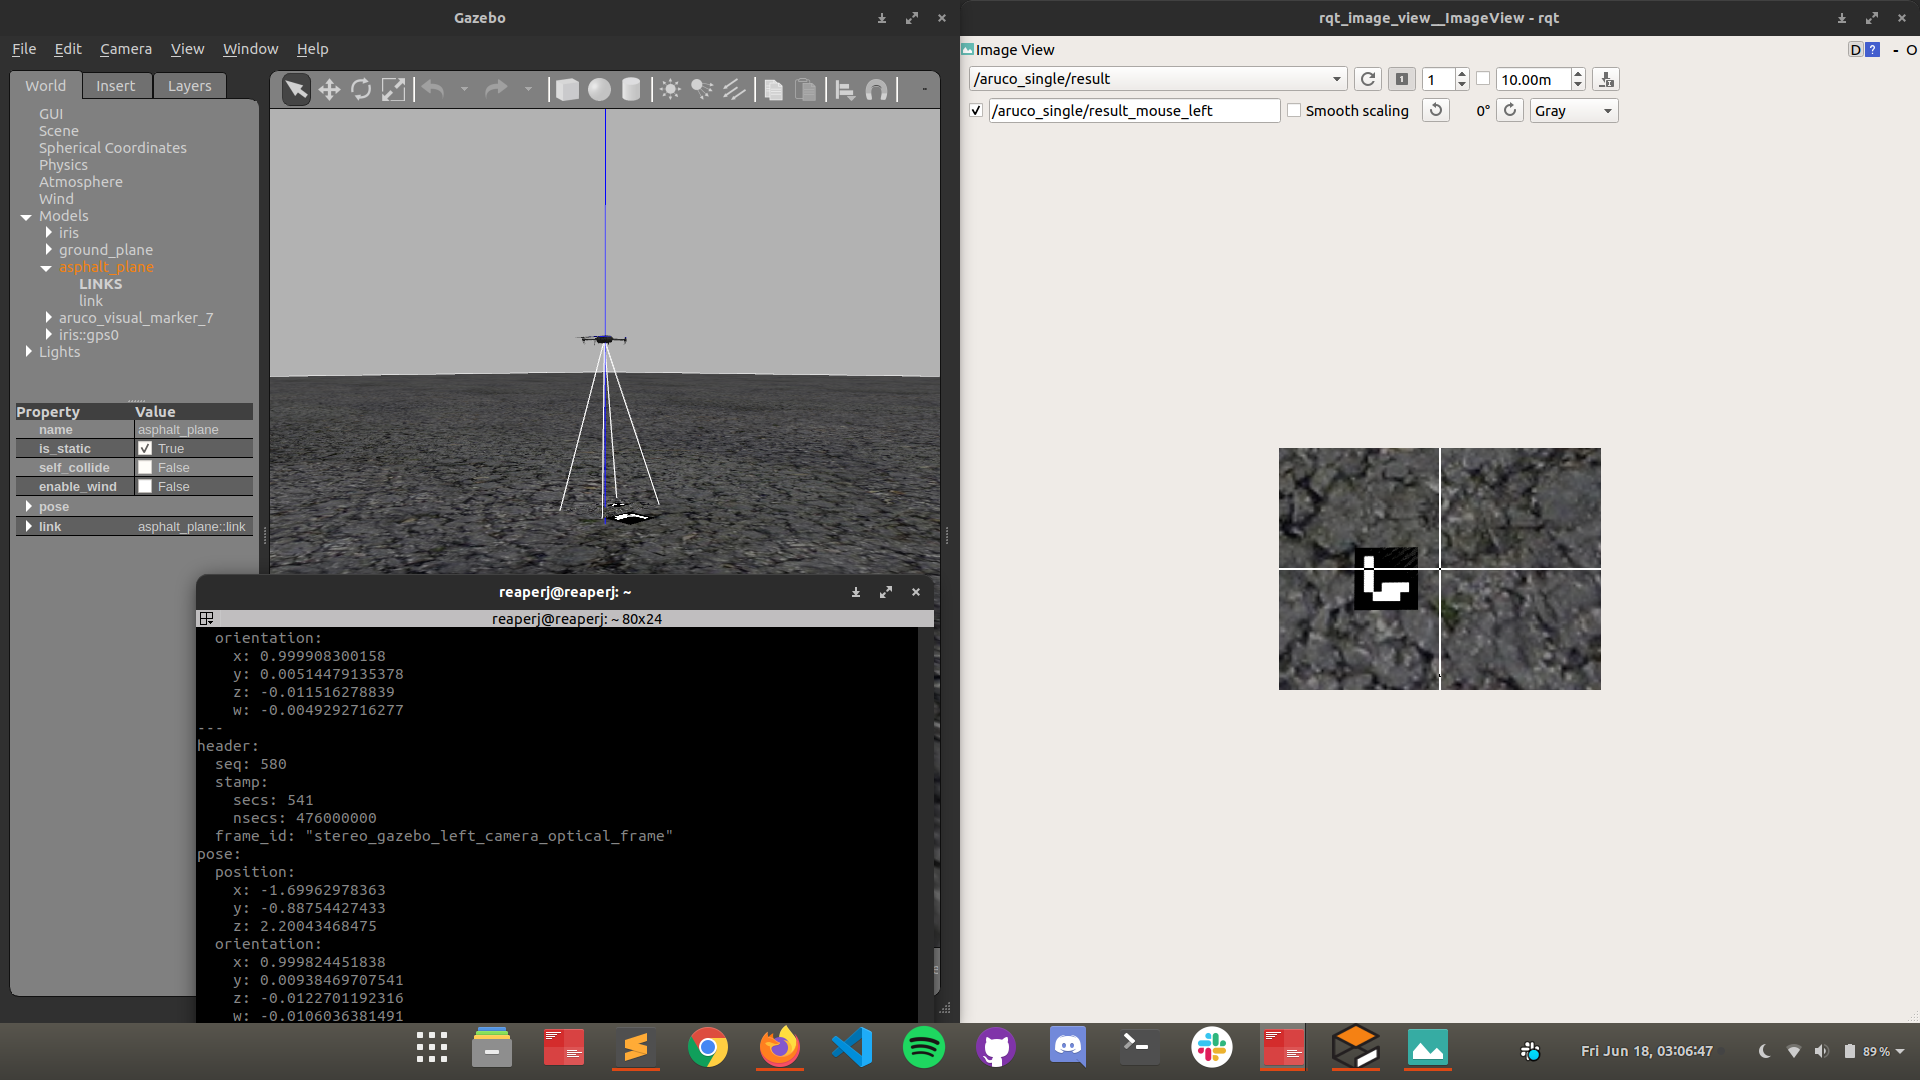 Gazebo
File Edit Camera View Window Help
World Insert Layers
GUI
Scene
Spherical Coordinates
Physics
Atmosphere
Wind
Models
iris
ground_plane
asphalt_plane
LINKS
link
aruco_visual_marker_7
iris::gps0
Lights
Property Value
name asphalt_plane
is_static True
self_collide False
enable_wind False
pose
link asphalt_plane::link
reaperj@reaperj: ~
reaperj@reaperj: ~ 80x24
orientation:
x: 0.999908300158
y: 0.00514479135378
z: -0.011516278839
w: -0.0049292716277
---
header:
seq: 580
stamp:
secs: 541
nsecs: 476000000
frame_id: "stereo_gazebo_left_camera_optical_frame"
pose:
position:
x: -1.69962978363
y: -0.88754427433
z: 2.20043468475
orientation:
x: 0.999824451838
y: 0.00938469707541
z: -0.0122701192316
w: -0.0106036381491
rqt_image_view__ImageView - rqt
Image View
D ? - O
/aruco_single/result 1 1 10.00m
/aruco_single/result_mouse_left Smooth scaling 0° Gray
Fri Jun 18, 03:06:47 89 %